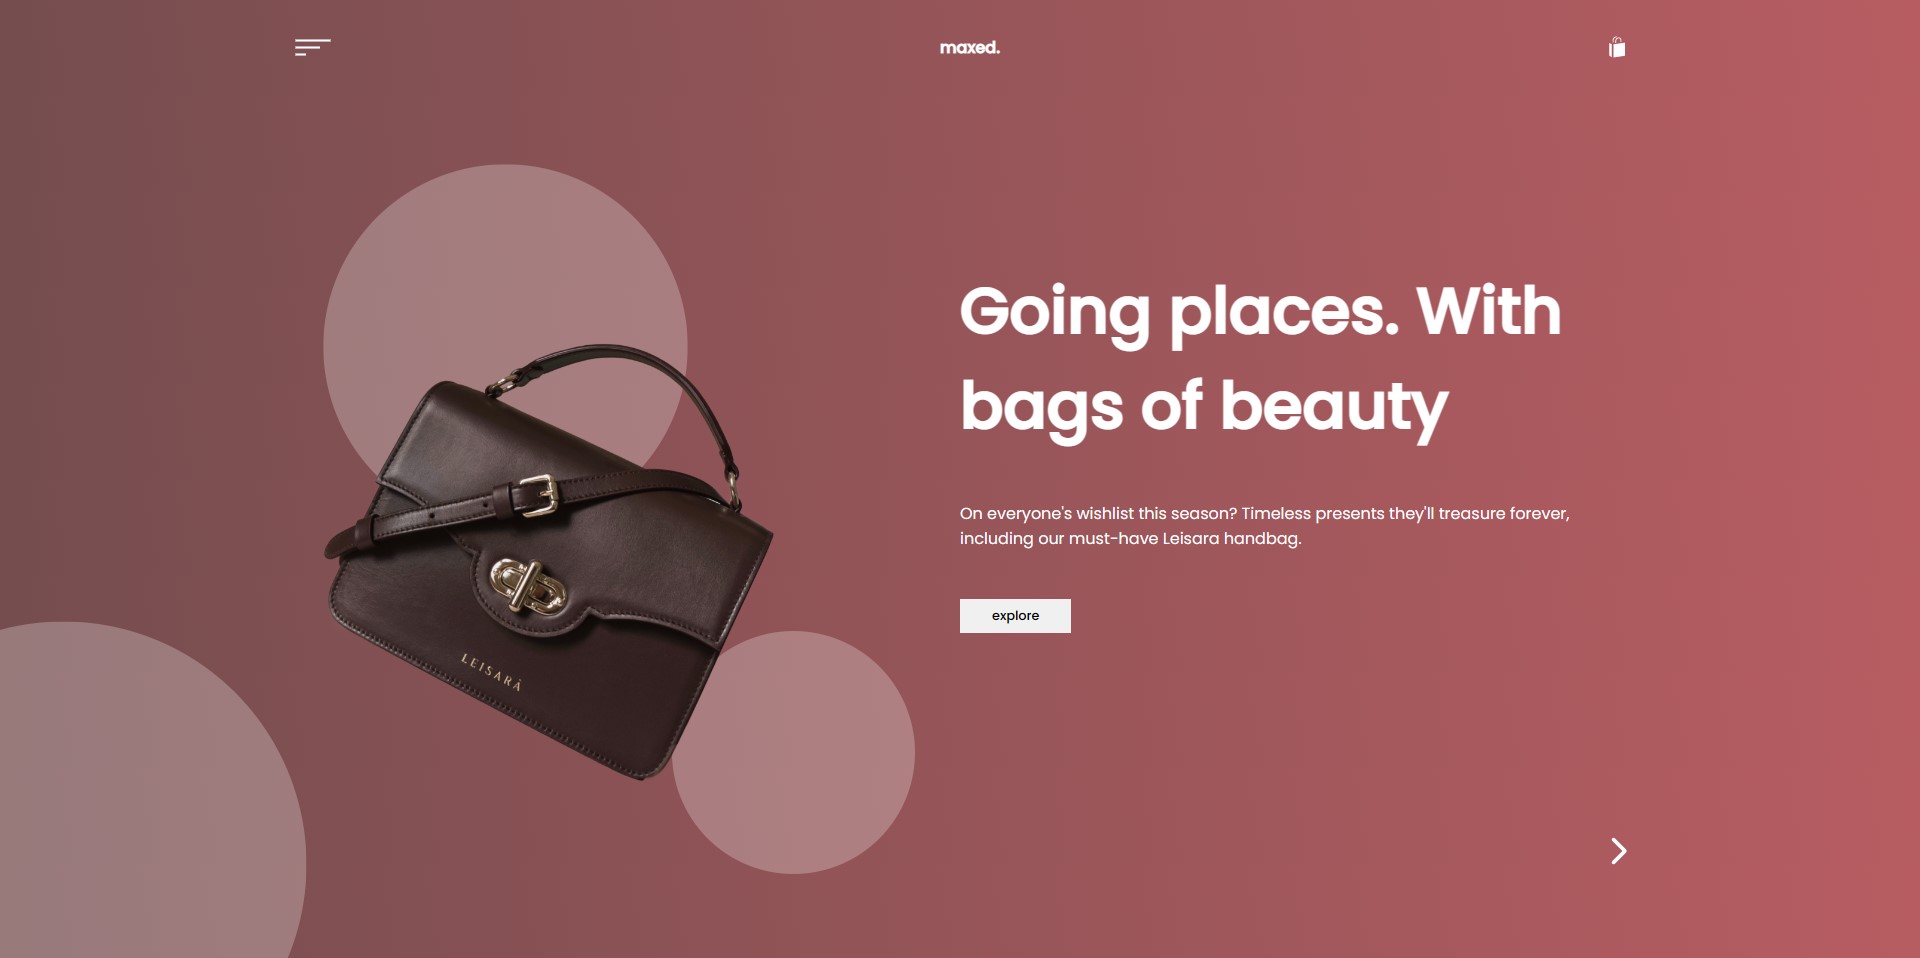 maxed.
Going places. With
bags of beauty
On everyone's wishlist this season? Timeless presents they'll treasure forever,
including our must-have Leisara handbag.
explore
LEISARÀ